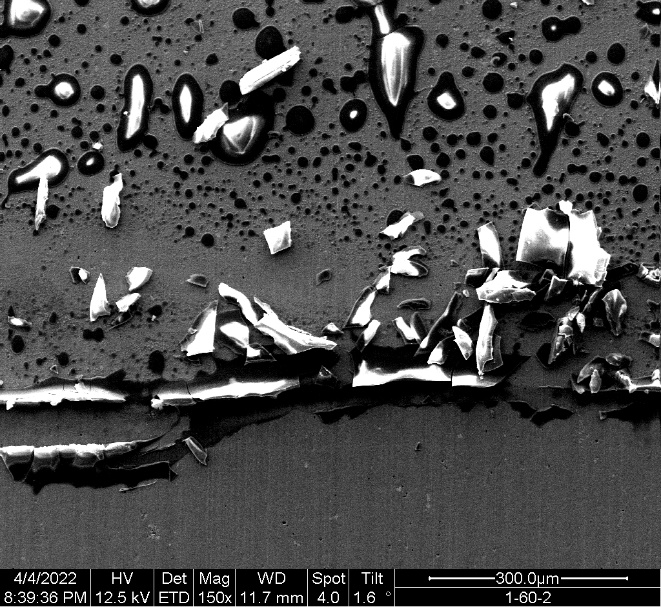 4/4/2022 HV Det Mag WD Spot Tilt 300.0µm
8:39:36 PM 12.5 kV ETD 150x 11.7 mm 4.0 1.6 ° 1-60-2